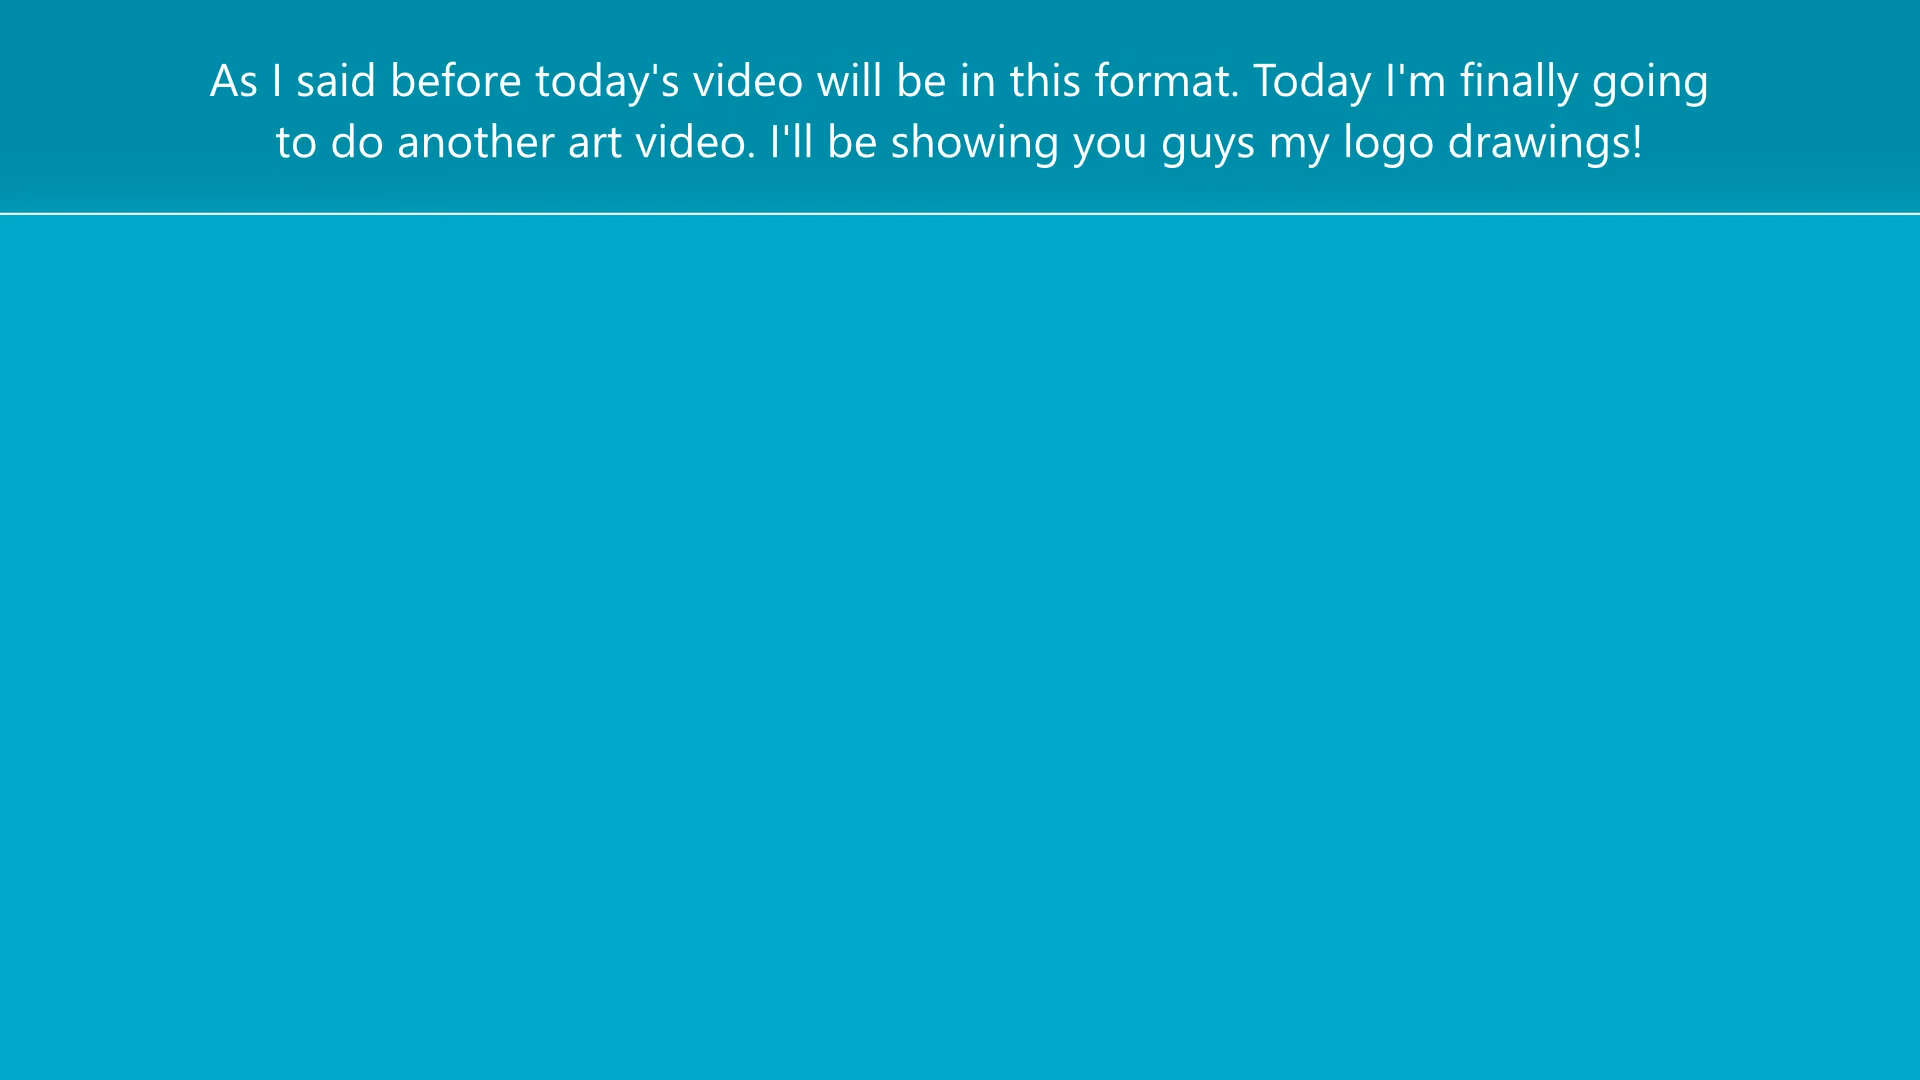 As I said before today's video will be in this format. Today I'm finally going
to do another art video. I'll be showing you guys my logo drawings!